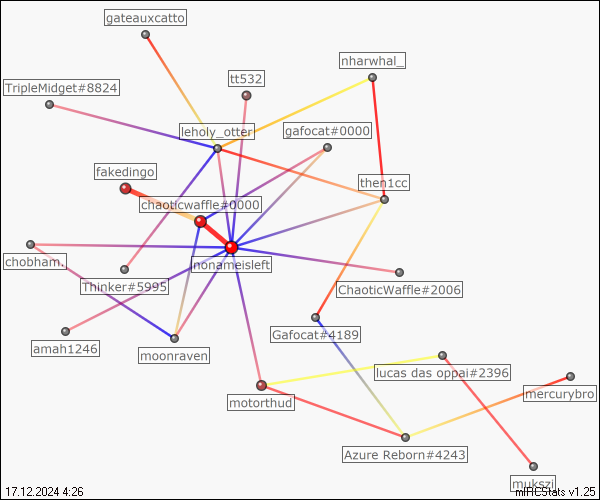 gateauxcatto
nharwhal_
tt532
TripleMidget#8824
leholy_otter
gafocat#0000
fakedingo
then1cc
chaoticwaffle#0000
chobham.
nonameisleft
Thinker#5995
ChaoticWaffle#2006
Gafocat#4189
amah1246
moonraven
lucas das oppai#2396
mercurybro
motorthud
Azure Reborn#4243
mukszi
17.12.2024 4:26
mIRCStats v1.25